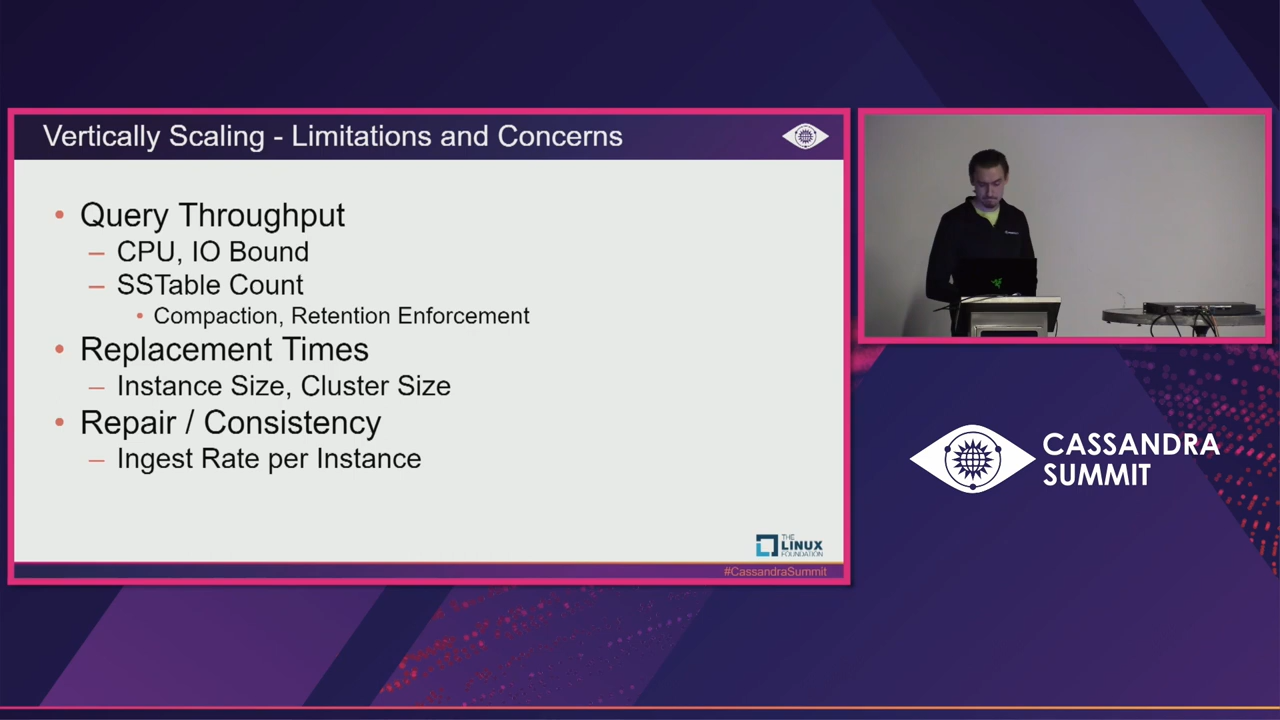 Vertically Scaling - Limitations and Concerns
• Query Throughput
– CPU, IO Bound
– SSTable Count
• Compaction, Retention Enforcement
• Replacement Times
– Instance Size, Cluster Size
• Repair / Consistency
– Ingest Rate per Instance
THE
LINUX
FOUNDATION
#CassandraSummit
CASSANDRA
SUMMIT